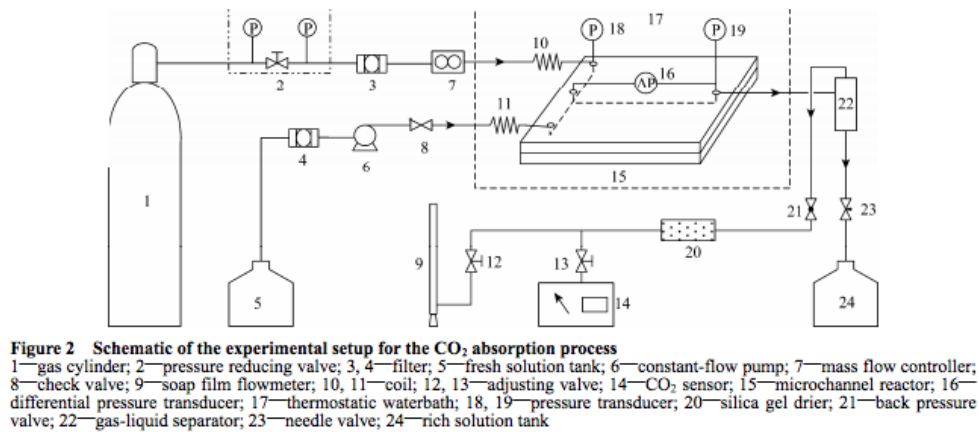 P
P
P 18
17
P 19
10
2
3
7
ΔP
16
11
22
4
6
8
15
1
21
23
20
9
12
13
14
5
24
Figure 2 Schematic of the experimental setup for the CO₂ absorption process
1—gas cylinder; 2—pressure reducing valve; 3, 4—filter; 5—fresh solution tank; 6—constant-flow pump; 7—mass flow controller;
8—check valve; 9—soap film flowmeter; 10, 11—coil; 12, 13—adjusting valve; 14—CO₂ sensor; 15—microchannel reactor; 16—
differential pressure transducer; 17—thermostatic waterbath; 18, 19—pressure transducer; 20—silica gel drier; 21—back pressure
valve; 22—gas-liquid separator; 23—needle valve; 24—rich solution tank